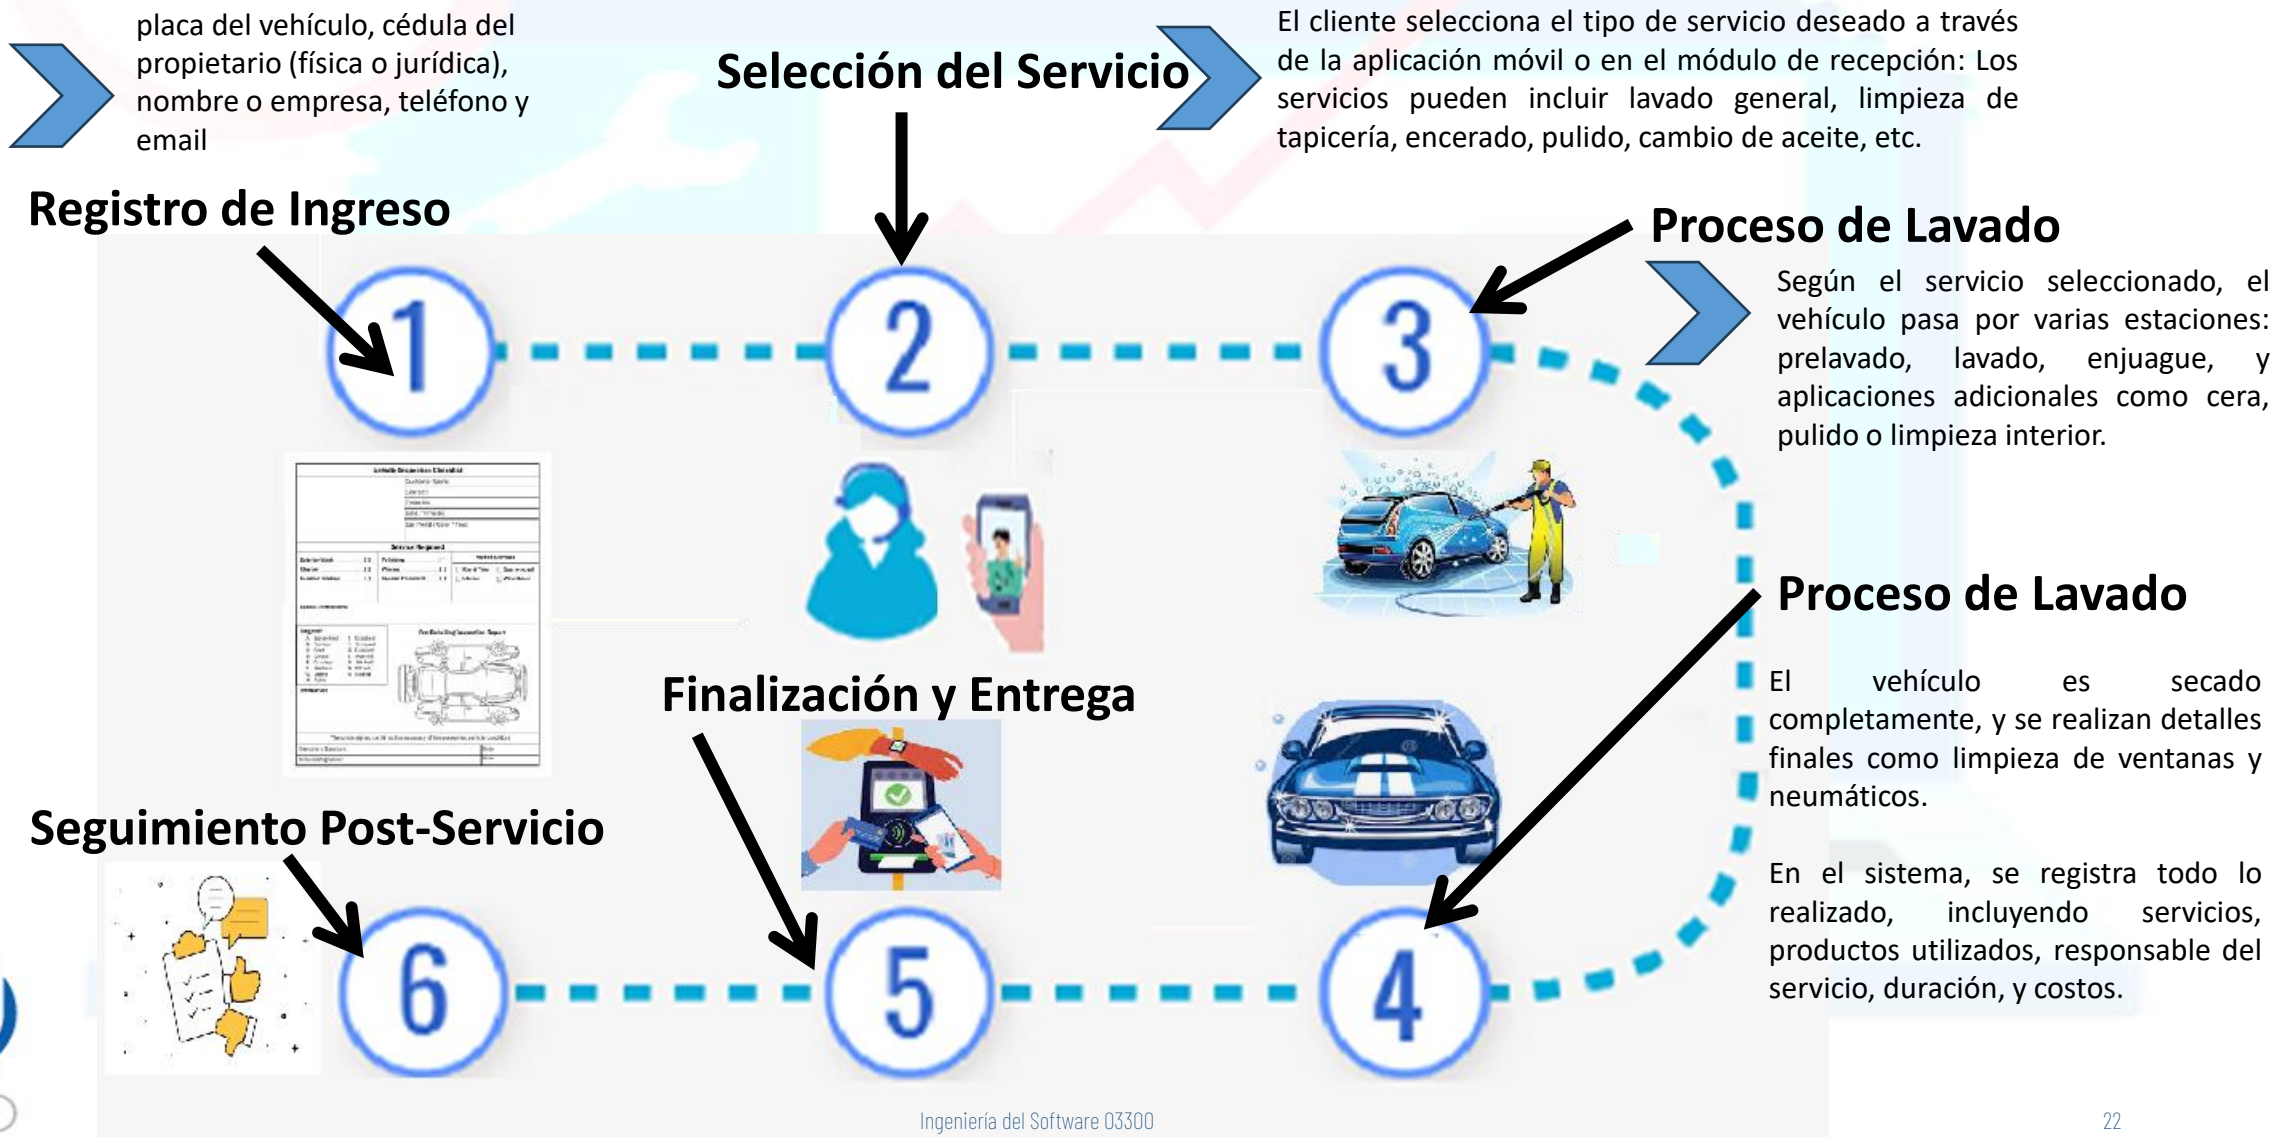 placa del vehículo, cédula del
propietario (física o jurídica),
nombre o empresa, teléfono y
email
Registro de Ingreso
Selección del Servicio
El cliente selecciona el tipo de servicio deseado a través
de la aplicación móvil o en el módulo de recepción: Los
servicios pueden incluir lavado general, limpieza de
tapicería, encerado, pulido, cambio de aceite, etc.
Proceso de Lavado
Según el servicio seleccionado, el
vehículo pasa por varias estaciones:
prelavado, lavado, enjuague, y
aplicaciones adicionales como cera,
pulido o limpieza interior.
1
2
3
Proceso de Lavado
El vehículo es secado
completamente, y se realizan detalles
finales como limpieza de ventanas y
neumáticos.
En el sistema, se registra todo lo
realizado, incluyendo servicios,
productos utilizados, responsable del
servicio, duración, y costos.
Finalización y Entrega
Seguimiento Post-Servicio
6
5
4
Ingeniería del Software 03300
22